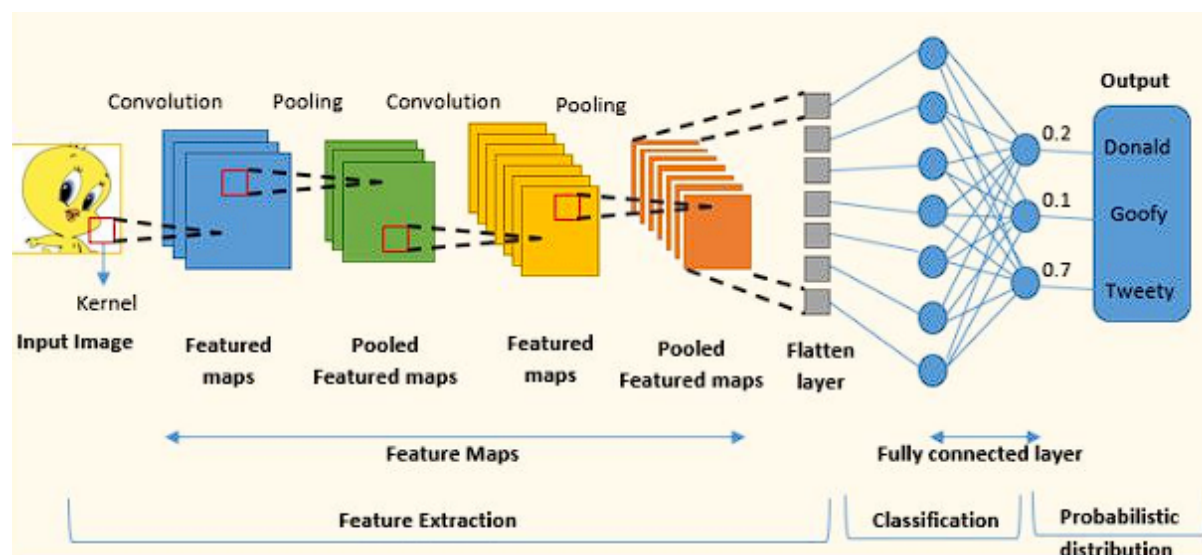 Convolution
Pooling
Convolution
Pooling
Output
0.2
Donald
0.1
Goofy
0.7
Tweety
Kernel
Input Image
Featured
maps
Pooled
Featured maps
Featured
maps
Pooled
Featured maps
Flatten
layer
Feature Maps
Fully connected layer
Feature Extraction
Classification
Probabilistic
distribution